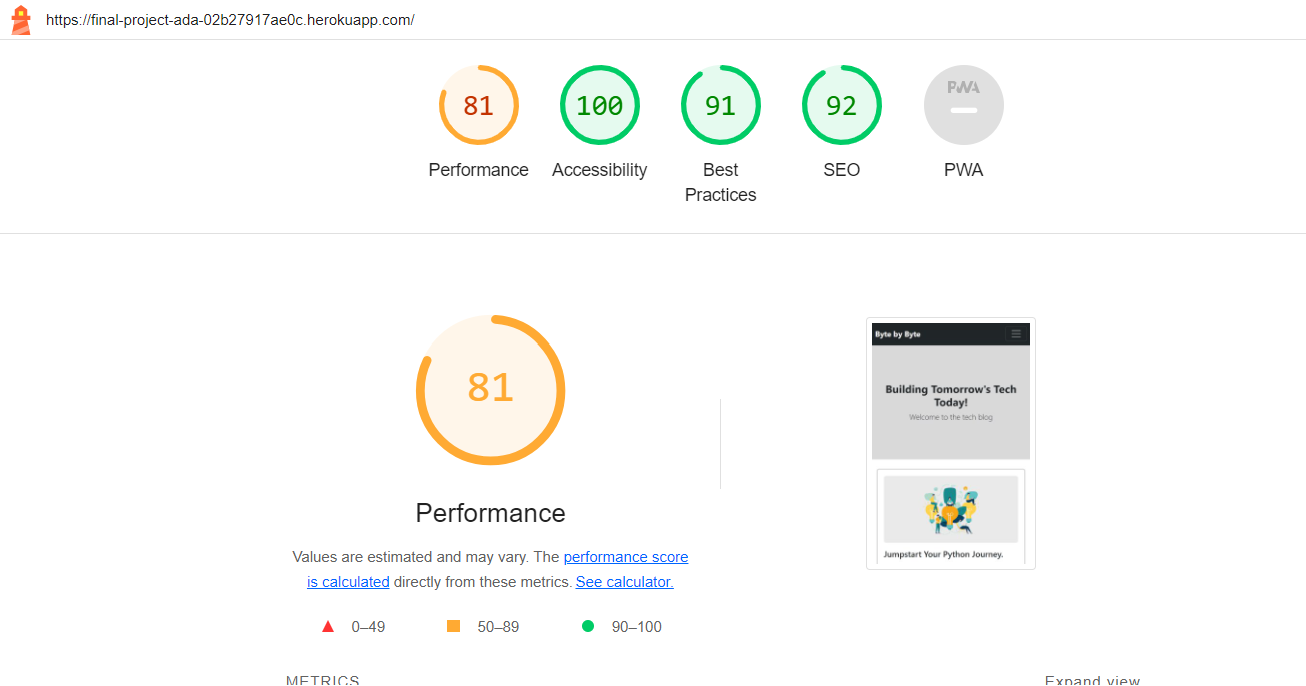 https://final-project-ada-02b27917ae0c.herokuapp.com/
81
100
91
92
PWA
Performance
Accessibility
Best
Practices
SEO
PWA
81
Performance
Values are estimated and may vary. The performance score
is calculated directly from these metrics. See calculator.
0–49
50–89
90–100
Byte by Byte
Building Tomorrow's Tech
Today!
Welcome to the tech blog
Jumpstart Your Python Journey.
METRICS
Expand view